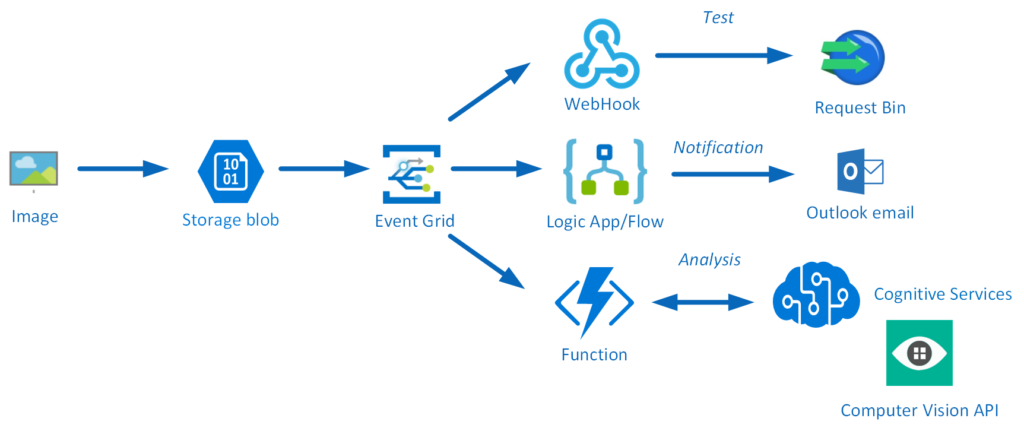 Test
WebHook
Request Bin
10
01
Notification
O
Image
Storage blob
Event Grid
Logic App/Flow
Outlook email
Analysis
Cognitive Services
Function
Computer Vision API